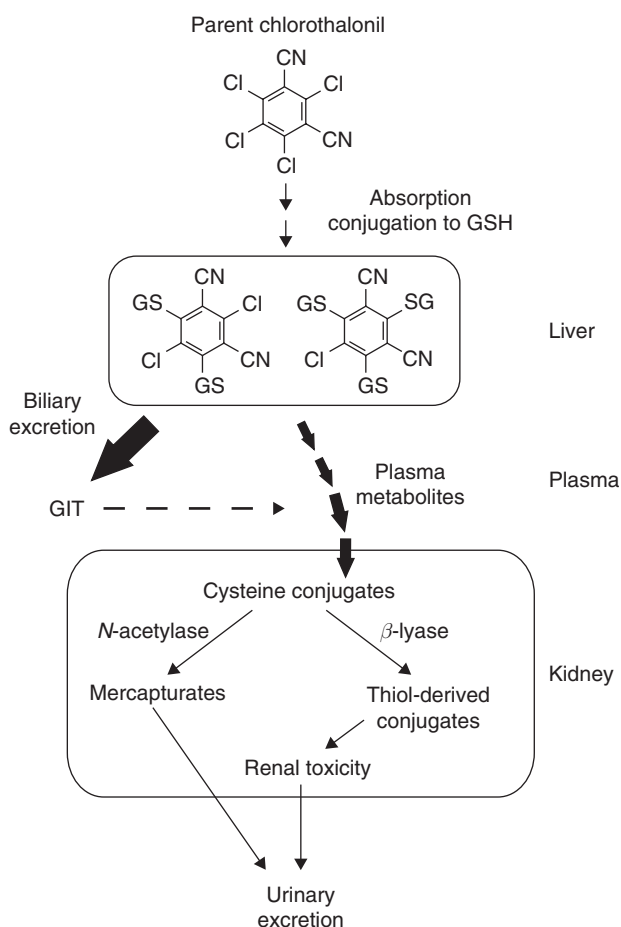 Parent chlorothalonil
CN
Cl
Cl
Cl
CN
Cl
Cl
Absorption
conjugation to GSH
CN
GS
Cl
Cl
CN
GS
CN
GS
SG
Cl
CN
GS
Liver
Biliary
excretion
Plasma
metabolites
Plasma
GIT
Cysteine conjugates
N-acetylase
β-lyase
Mercapturates
Thiol-derived
conjugates
Kidney
Renal toxicity
Urinary
excretion